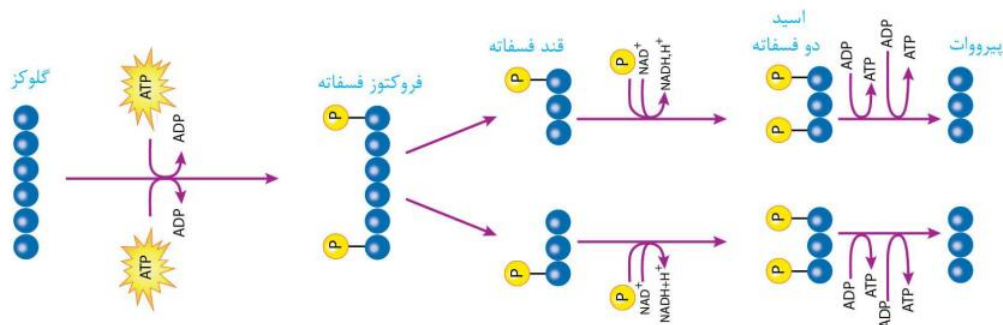 گلوکز
ATP
ADP
ADP
ATP
فروکتوز فسفاته
P
P
قند فسفاته
P
P
P
NAD⁺
NADH,H⁺
P
NAD⁺
NADH+H⁺
اسید
دو فسفاته
P
P
P
P
ADP
ATP
ADP
ATP
ADP
ATP
ADP
ATP
پیرووات